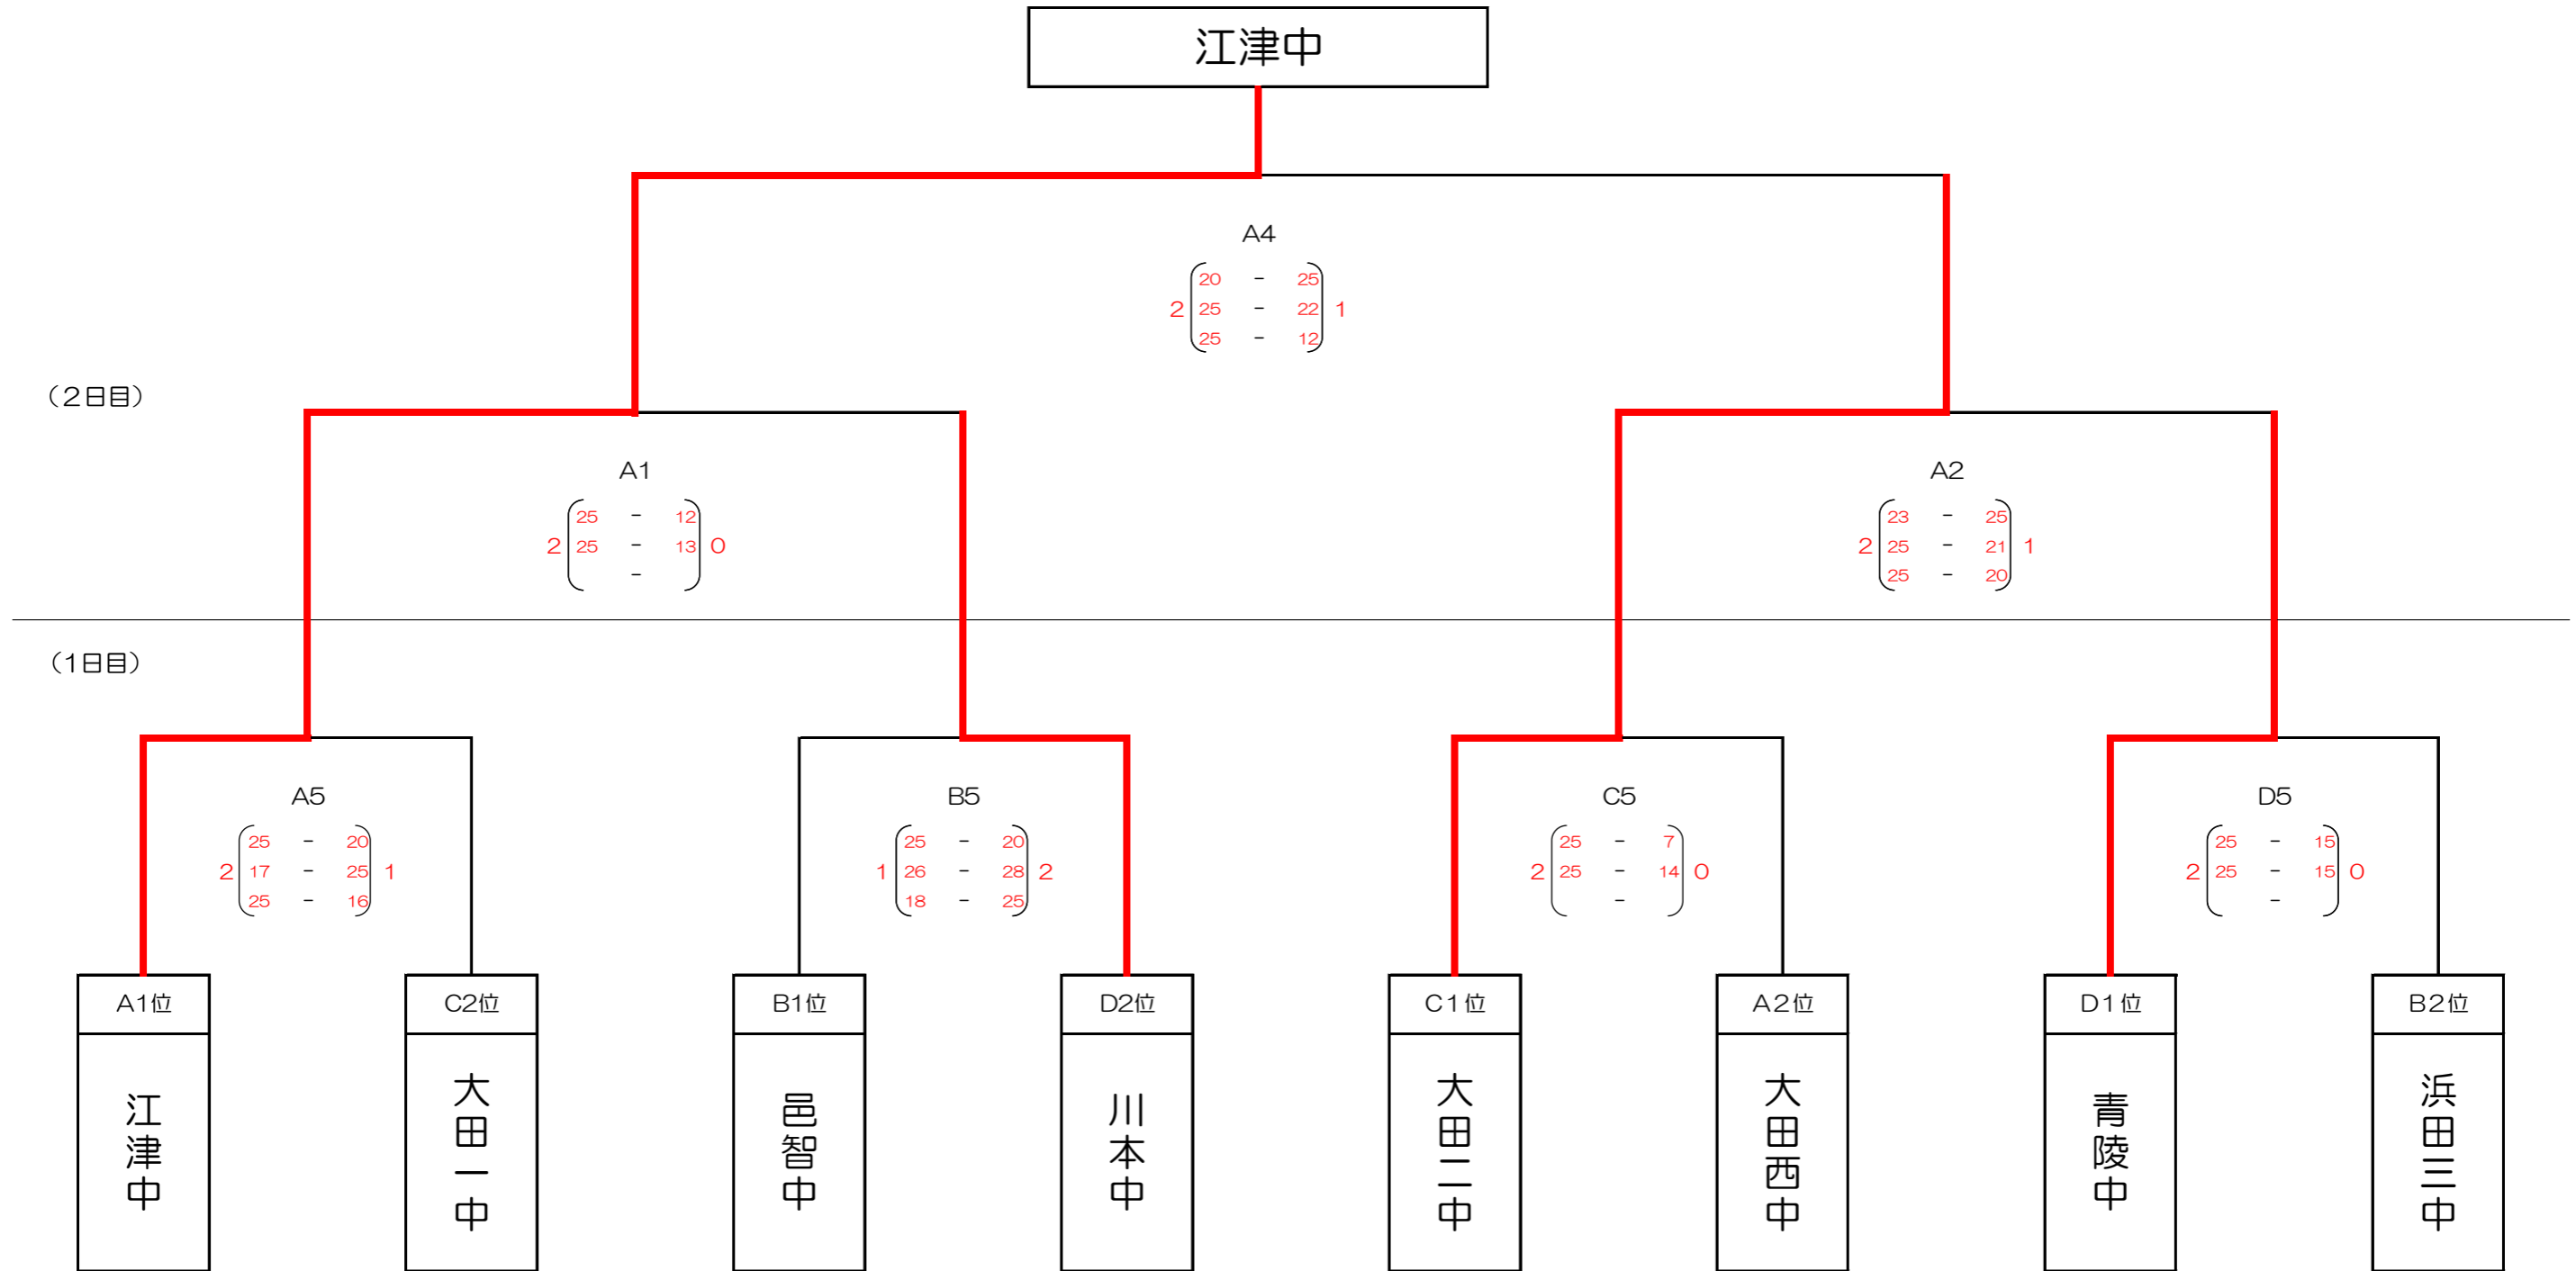 江津中
A4
20 - 25
2 25 - 22 1
25 - 12
(2日目)
A1
25 - 12
2 25 - 13 0
-
A2
23 - 25
2 25 - 21 1
25 - 20
(1日目)
A5
25 - 20
2 17 - 25 1
25 - 16
B5
25 - 20
1 26 - 28 2
18 - 25
C5
25 - 7
2 25 - 14 0
-
D5
25 - 15
2 25 - 15 0
-
A1位
C2位
B1位
D2位
C1位
A2位
D1位
B2位
江津中
大田一中
邑智中
川本中
大田二中
大田西中
青陵中
浜田三中